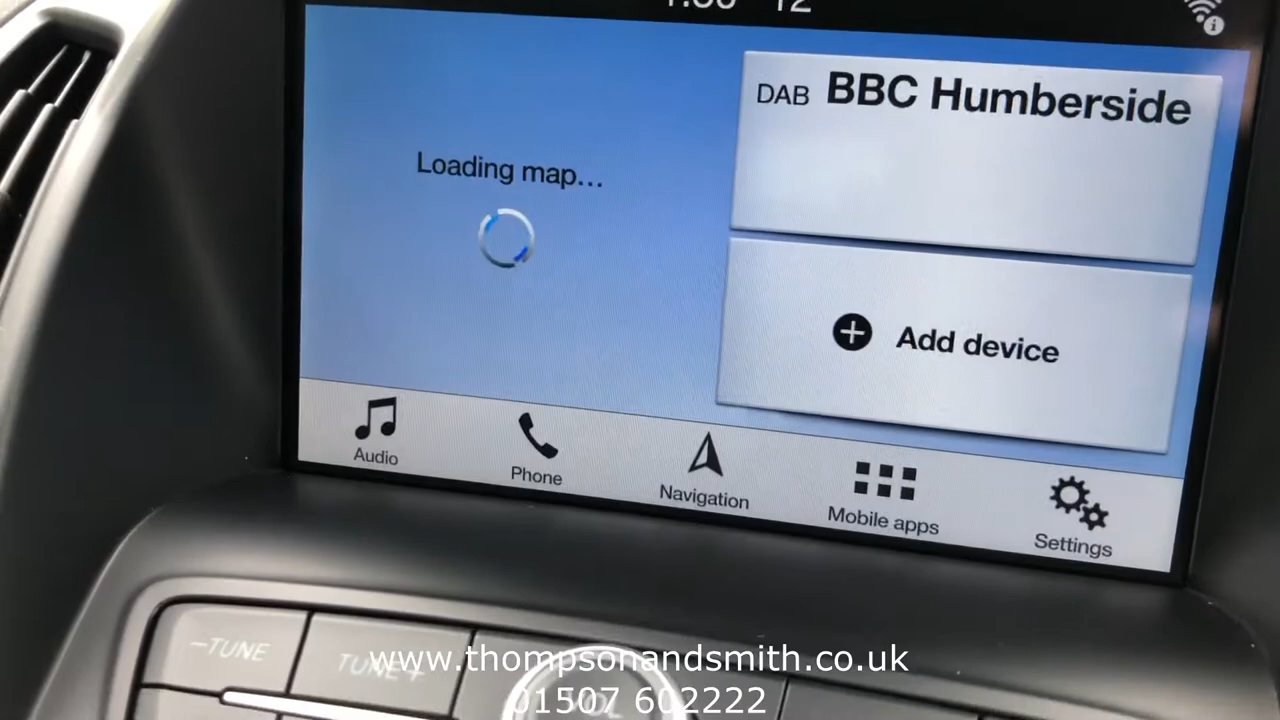 Loading map...
DAB BBC Humberside
Add device
Audio
Phone
Navigation
Mobile apps
Settings
-TUNE
TUNE+
VOL
www.thompsonandsmith.co.uk
01507 602222